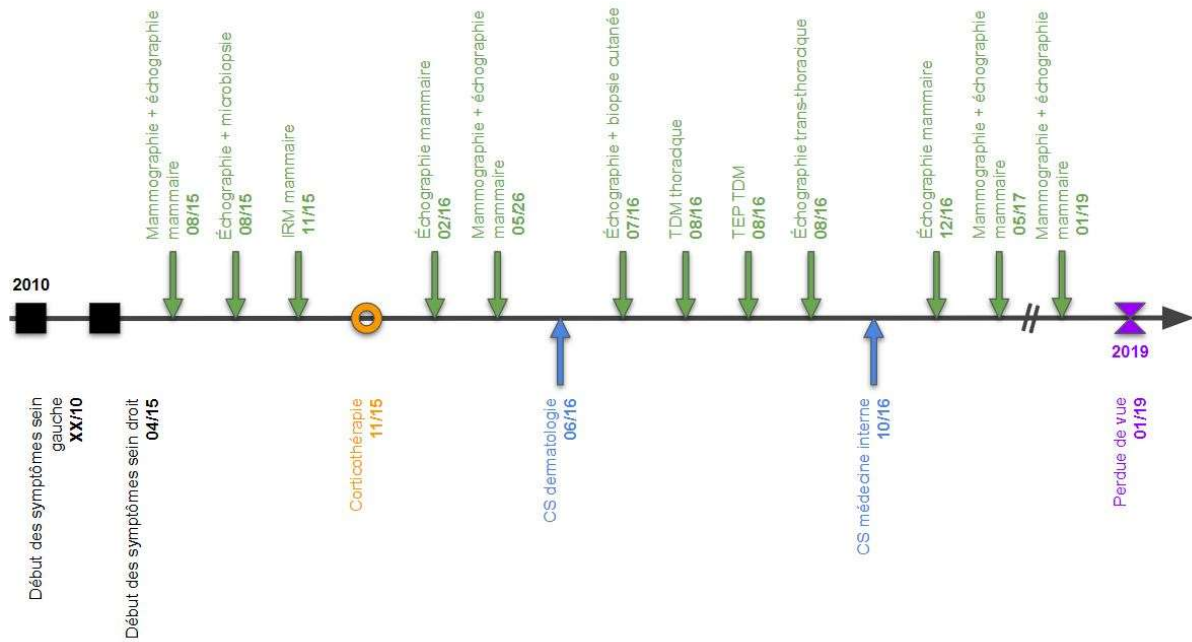 Mammographie + échographie
mammaire
08/15
Échographie + microbiopsie
08/15
IRM mammaire
11/15
Échographie mammaire
02/16
Mammographie + échographie
mammaire
05/26
Échographie + biopsie cutanée
07/16
TDM thoracique
08/16
TEP TDM
08/16
Échographie trans-thoracique
08/16
Échographie mammaire
12/16
Mammographie + échographie
mammaire
05/17
Mammographie + échographie
mammaire
01/19
2010
2019
Début des symptômes sein
gauche
XX/10
Début des symptômes sein droit
04/15
Corticothérapie
11/15
CS dermatologie
06/16
CS médecine interne
10/16
Perdue de vue
01/19